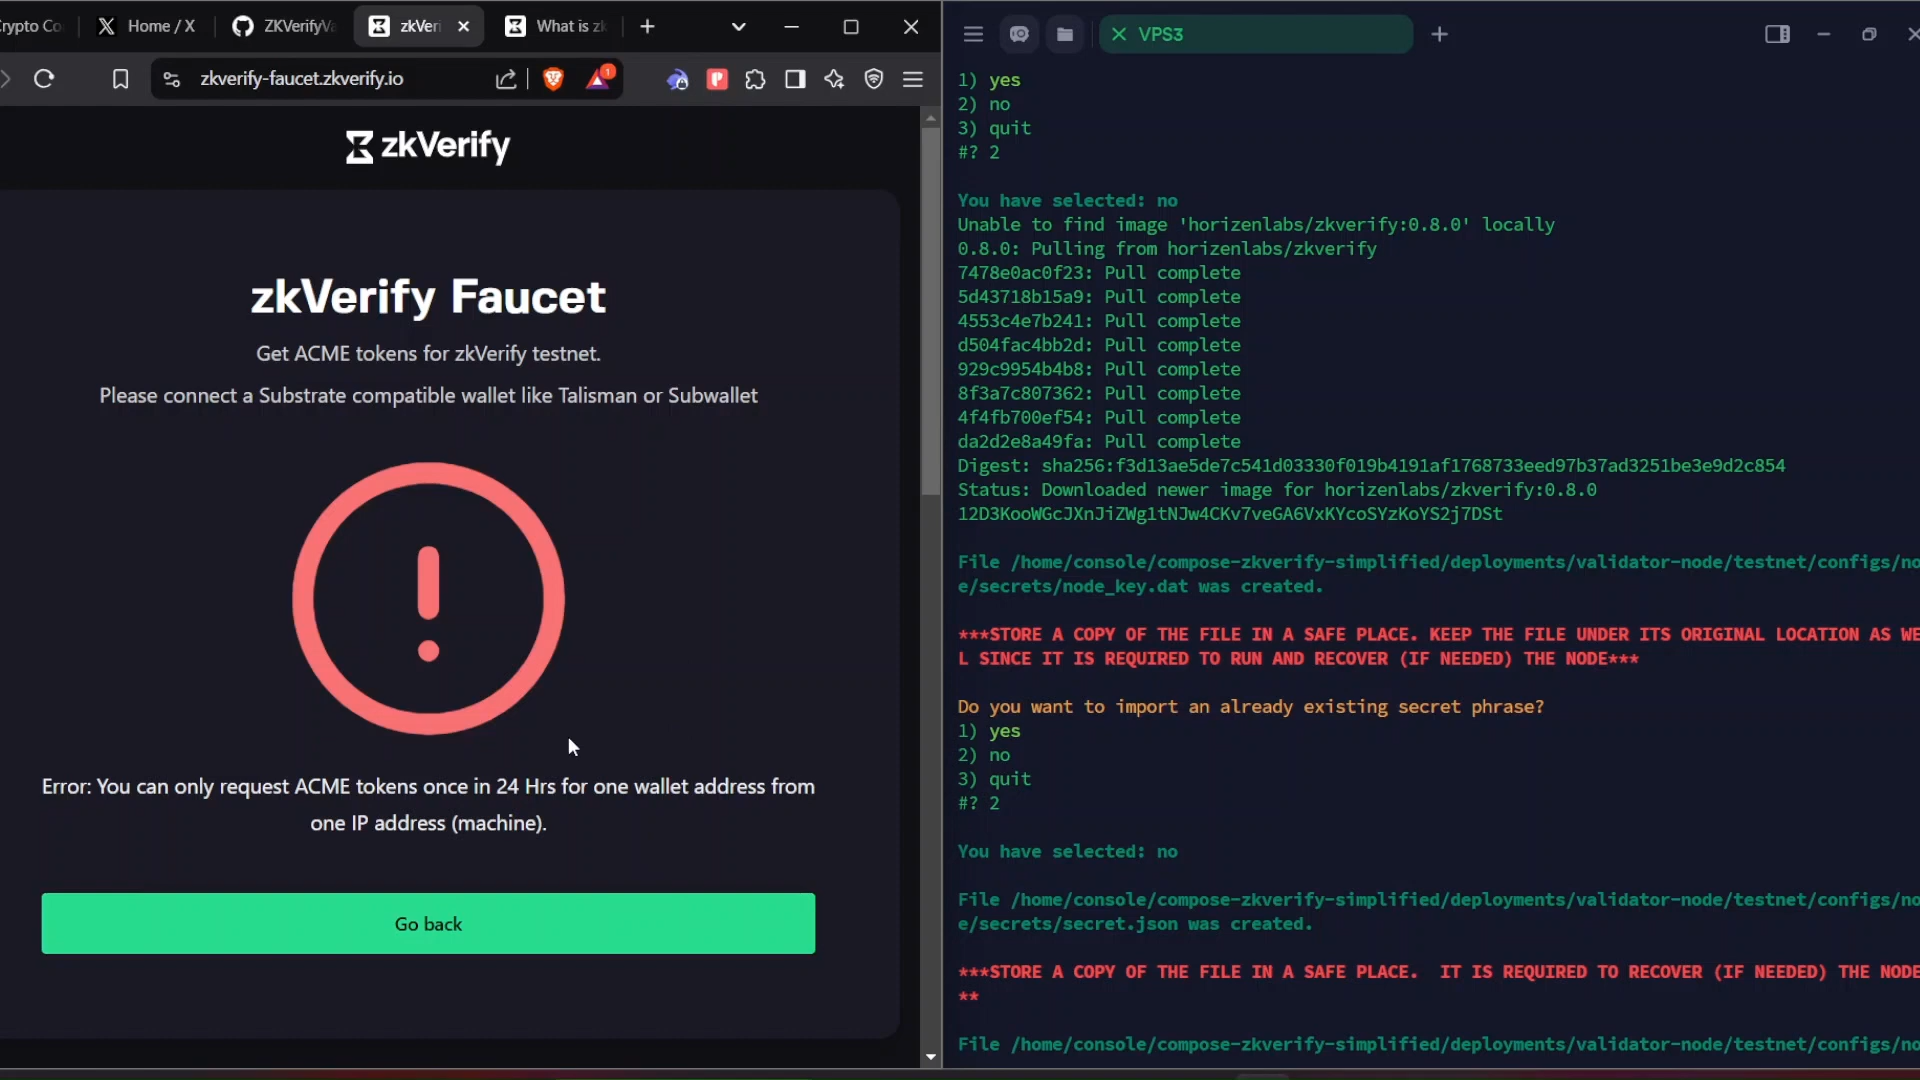 Crypto Co
Home / X
ZKVerifyVa
zkVeri
What is zk
zkverify-faucet.zkverify.io
1
zkVerify
zkVerify Faucet
Get ACME tokens for zkVerify testnet.
Please connect a Substrate compatible wallet like Talisman or Subwallet
Error: You can only request ACME tokens once in 24 Hrs for one wallet address from
one IP address (machine).
Go back
VPS3
1) yes
2) no
3) quit
#? 2
You have selected: no
Unable to find image 'horizenlabs/zkverify:0.8.0' locally
0.8.0: Pulling from horizenlabs/zkverify
7478e0ac0f23: Pull complete
5d43718b15a9: Pull complete
4553c4e7b241: Pull complete
d504fac4bb2d: Pull complete
929c9954b4b8: Pull complete
8f3a7c807362: Pull complete
4f4fb700ef54: Pull complete
da2d2e8a49fa: Pull complete
Digest: sha256:f3d13ae5de7c541d03330f019b4191af1768733eed97b37ad3251be3e9d2c854
Status: Downloaded newer image for horizenlabs/zkverify:0.8.0
12D3KooWGcJXnJiZWg1tNJw4CKv7veGA6VxKYcoSYzKoYS2j7DSt
File /home/console/compose-zkverify-simplified/deployments/validator-node/testnet/configs/no
e/secrets/node_key.dat was created.
***STORE A COPY OF THE FILE IN A SAFE PLACE. KEEP THE FILE UNDER ITS ORIGINAL LOCATION AS WE
L SINCE IT IS REQUIRED TO RUN AND RECOVER (IF NEEDED) THE NODE***
Do you want to import an already existing secret phrase?
1) yes
2) no
3) quit
#? 2
You have selected: no
File /home/console/compose-zkverify-simplified/deployments/validator-node/testnet/configs/no
e/secrets/secret.json was created.
***STORE A COPY OF THE FILE IN A SAFE PLACE.  IT IS REQUIRED TO RECOVER (IF NEEDED) THE NODE
**
File /home/console/compose-zkverify-simplified/deployments/validator-node/testnet/configs/no